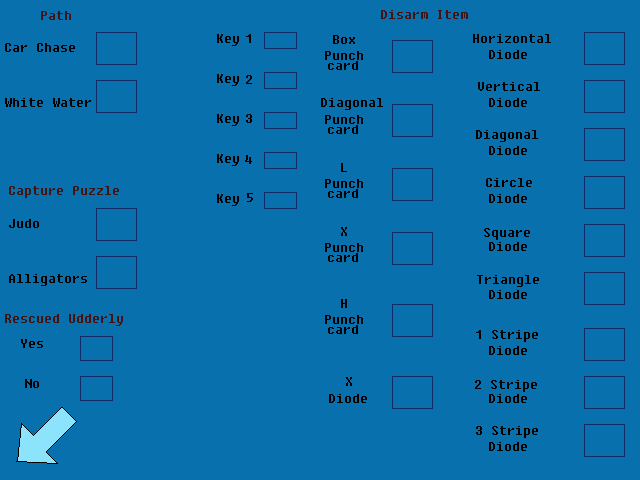 Path
Car Chase
White Water
Capture Puzzle
Judo
Alligators
Rescued Udderly
Yes
No
Key 1
Key 2
Key 3
Key 4
Key 5
Disarm Item
Box
Punch
card
Diagonal
Punch
card
L
Punch
card
X
Punch
card
H
Punch
card
X
Diode
Horizontal
Diode
Vertical
Diode
Diagonal
Diode
Circle
Diode
Square
Diode
Triangle
Diode
1 Stripe
Diode
2 Stripe
Diode
3 Stripe
Diode